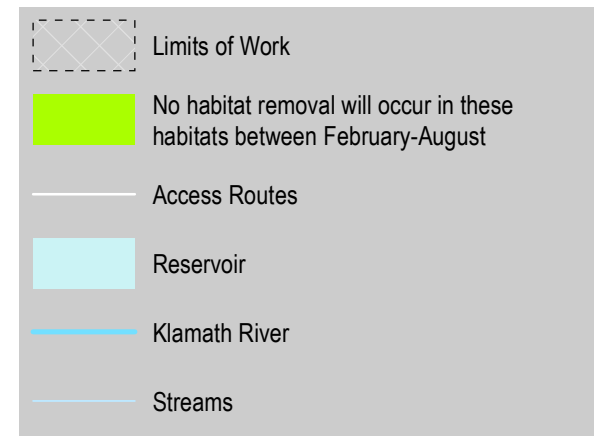 Limits of Work
No habitat removal will occur in these
habitats between February-August
Access Routes
Reservoir
Klamath River
Streams